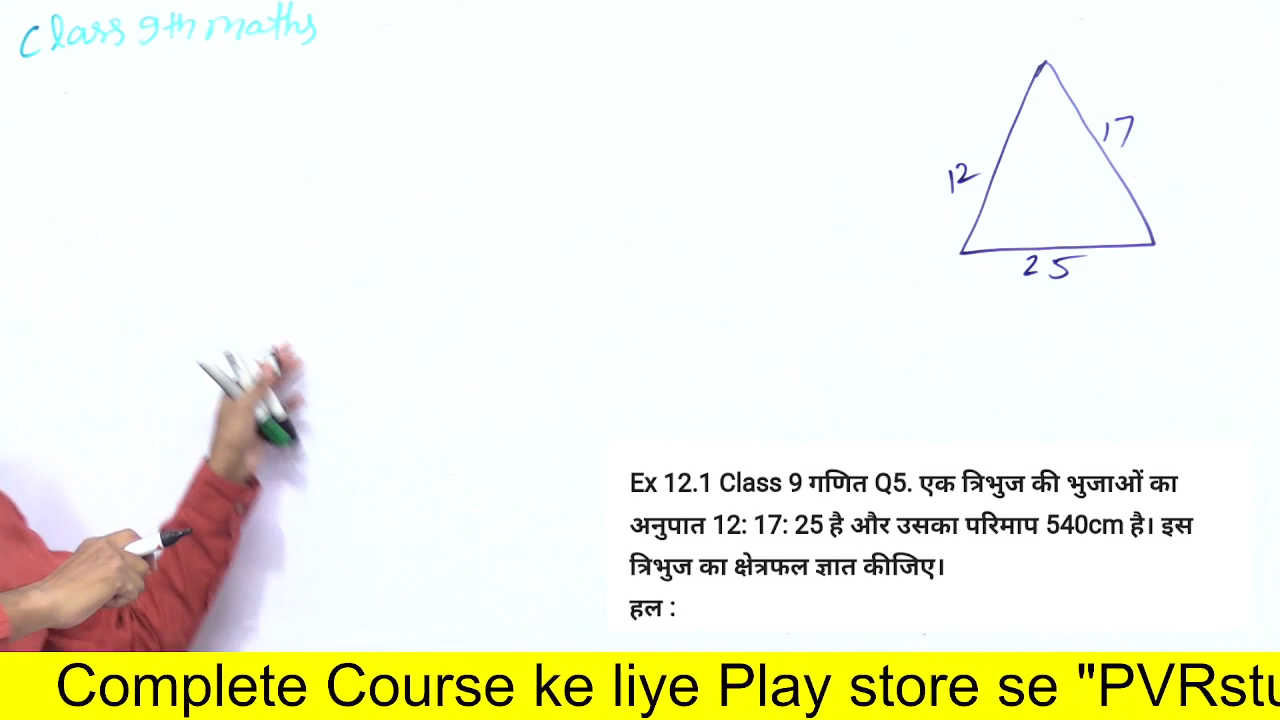 Class 9th maths
17
12
25
Ex 12.1 Class 9 गणित Q5. एक त्रिभुज की भुजाओं का
अनुपात 12: 17: 25 है और उसका परिमाप 540cm है। इस
त्रिभुज का क्षेत्रफल ज्ञात कीजिए।
हल :
Complete Course ke liye Play store se "PVRstu